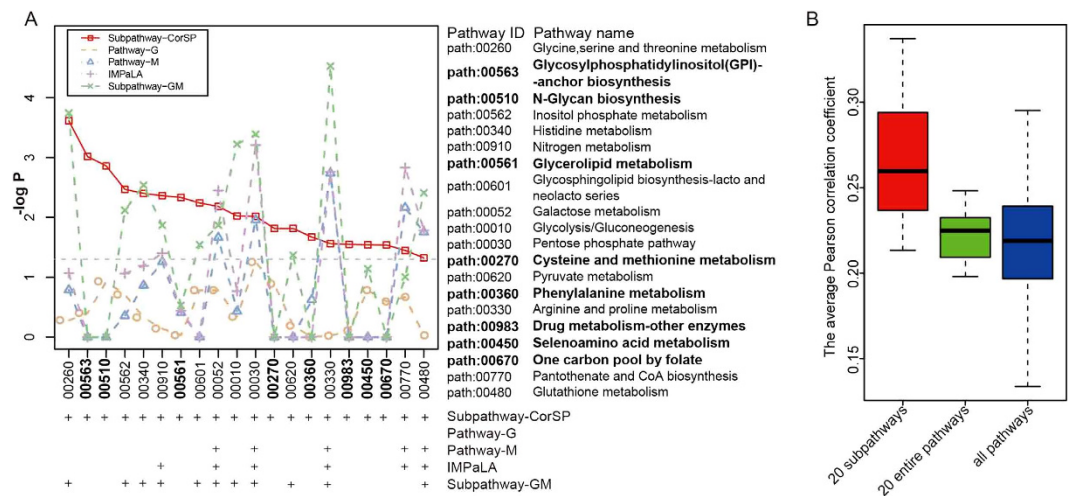 A
Subpathway-CorSP
Pathway-G
Pathway-M
IMPaLA
Subpathway-GM
-log P
4
3
2
1
0
00260 00563 00510 00562 00340 00910 00561 00601 00052 00010 00030 00270 00620 00360 00330 00983 00450 00670 00770 00480
Pathway ID Pathway name
path:00260 Glycine,serine and threonine metabolism
path:00563 Glycosylphosphatidylinositol(GPI)-
-anchor biosynthesis
path:00510 N-Glycan biosynthesis
path:00562 Inositol phosphate metabolism
path:00340 Histidine metabolism
path:00910 Nitrogen metabolism
path:00561 Glycerolipid metabolism
path:00601 Glycosphingolipid biosynthesis-lacto and
neolacto series
path:00052 Galactose metabolism
path:00010 Glycolysis/Gluconeogenesis
path:00030 Pentose phosphate pathway
path:00270 Cysteine and methionine metabolism
path:00620 Pyruvate metabolism
path:00360 Phenylalanine metabolism
path:00330 Arginine and proline metabolism
path:00983 Drug metabolism-other enzymes
path:00450 Selenoamino acid metabolism
path:00670 One carbon pool by folate
path:00770 Pantothenate and CoA biosynthesis
path:00480 Glutathione metabolism
+ + + + + + + + + + + + + + + + + + + + Subpathway-CorSP
Pathway-G
+ + + + + Pathway-M
+ + + + + + IMPaLA
+ + + + + + + + + + + Subpathway-GM
B
The average Pearson correlation coefficient
0.30
0.25
0.20
0.15
20 subpathways
20 entire pathways
all pathways